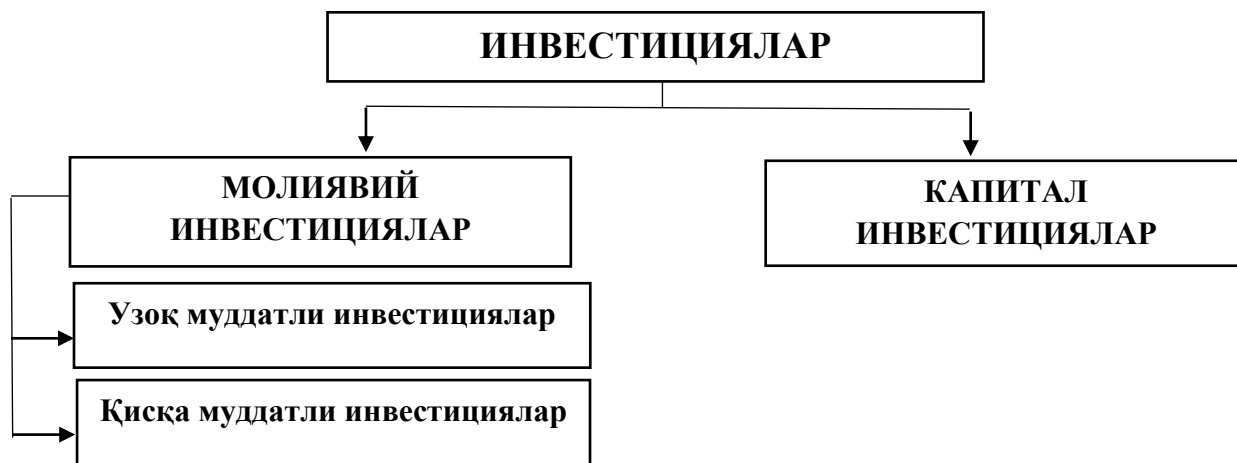 ИНВЕСТИЦИЯЛАР
МОЛИЯВИЙ
ИНВЕСТИЦИЯЛАР
КАПИТАЛ
ИНВЕСТИЦИЯЛАР
Узоқ муддатли инвестициялар
Қисқа муддатли инвестициялар